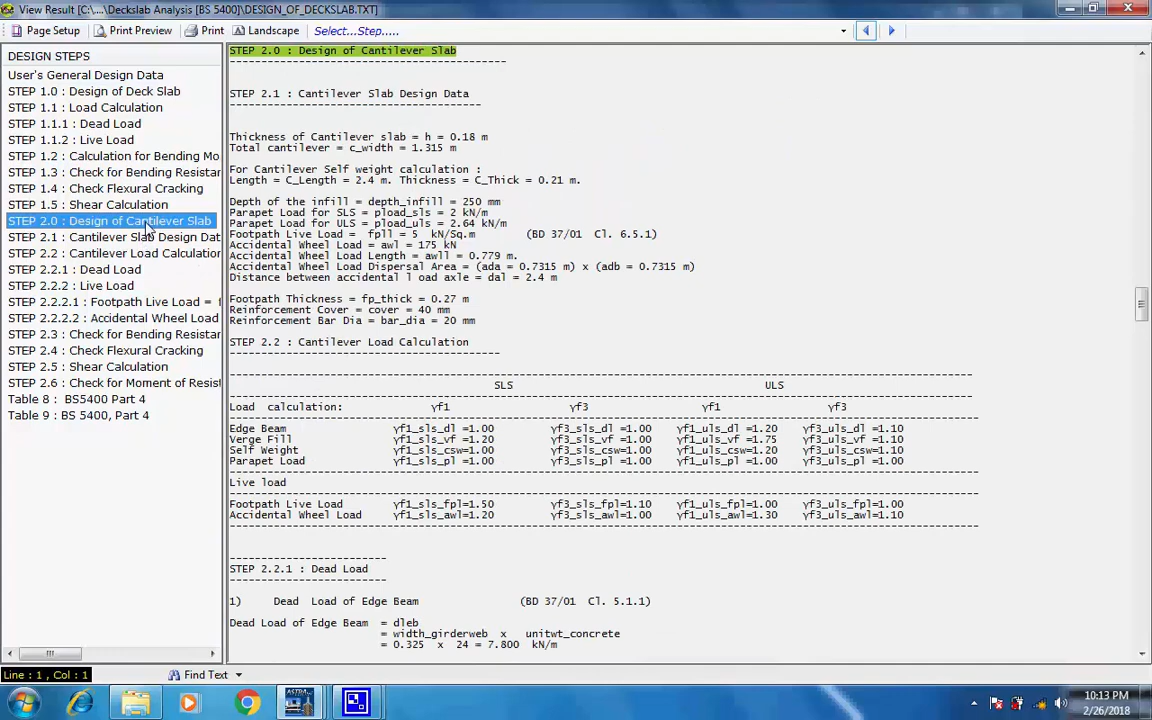 View Result [C:\...\Deckslab Analysis [BS 5400]\DESIGN_OF_DECKSLAB.TXT]
Page Setup Print Preview Print Landscape Select...Step.....
DESIGN STEPS
User's General Design Data
STEP 1.0 : Design of Deck Slab
STEP 1.1 : Load Calculation
STEP 1.1.1 : Dead Load
STEP 1.1.2 : Live Load
STEP 1.2 : Calculation for Bending Mo
STEP 1.3 : Check for Bending Resistar
STEP 1.4 : Check Flexural Cracking
STEP 1.5 : Shear Calculation
STEP 2.0 : Design of Cantilever Slab
STEP 2.1 : Cantilever Slab Design Dat
STEP 2.2 : Cantilever Load Calculation
STEP 2.2.1 : Dead Load
STEP 2.2.2 : Live Load
STEP 2.2.2.1 : Footpath Live Load = f
STEP 2.2.2.2 : Accidental Wheel Load
STEP 2.3 : Check for Bending Resistar
STEP 2.4 : Check Flexural Cracking
STEP 2.5 : Shear Calculation
STEP 2.6 : Check for Moment of Resist
Table 8 : BS5400 Part 4
Table 9 : BS 5400, Part 4
STEP 2.0 : Design of Cantilever Slab
STEP 2.1 : Cantilever Slab Design Data
Thickness of Cantilever slab = h = 0.18 m
Total cantilever = c_width = 1.315 m
For Cantilever Self weight calculation :
Length = C_Length = 2.4 m. Thickness = C_Thick = 0.21 m.
Depth of the infill = depth_infill = 250 mm
Parapet Load for SLS = pload_sls = 2 kN/m
Parapet Load for ULS = pload_uls = 2.64 kN/m
Footpath Live Load = fpll = 5 kN/Sq.m (BD 37/01 Cl. 6.5.1)
Accidental Wheel Load = awl = 175 kN
Accidental Wheel Load Length = awll = 0.779 m.
Accidental Wheel Load Dispersal Area = (ada = 0.7315 m) x (adb = 0.7315 m)
Distance between accidental l oad axle = dal = 2.4 m
Footpath Thickness = fp_thick = 0.27 m
Reinforcement Cover = cover = 40 mm
Reinforcement Bar Dia = bar_dia = 20 mm
STEP 2.2 : Cantilever Load Calculation
SLS ULS
Load calculation: γf1 γf3 γf1 γf3
Edge Beam γf1_sls_dl =1.00 γf3_sls_dl =1.00 γf1_uls_dl =1.20 γf3_uls_dl =1.10
Verge Fill γf1_sls_vf =1.20 γf3_sls_vf =1.00 γf1_uls_vf =1.75 γf3_uls_vf =1.10
Self Weight γf1_sls_csw=1.00 γf3_sls_csw=1.00 γf1_uls_csw=1.20 γf3_uls_csw=1.10
Parapet Load γf1_sls_pl =1.00 γf3_sls_pl =1.00 γf1_uls_pl =1.00 γf3_uls_pl =1.00
Live load
Footpath Live Load γf1_sls_fpl=1.50 γf3_sls_fpl=1.10 γf1_uls_fpl=1.00 γf3_uls_fpl=1.00
Accidental Wheel Load γf1_sls_awl=1.20 γf3_sls_awl=1.00 γf1_uls_awl=1.30 γf3_uls_awl=1.10
STEP 2.2.1 : Dead Load
1) Dead Load of Edge Beam (BD 37/01 Cl. 5.1.1)
Dead Load of Edge Beam = dleb
= width_girderweb x unitwt_concrete
= 0.325 x 24 = 7.800 kN/m
Line : 1 , Col : 1 Find Text
ASTRA
10:13 PM
2/26/2018